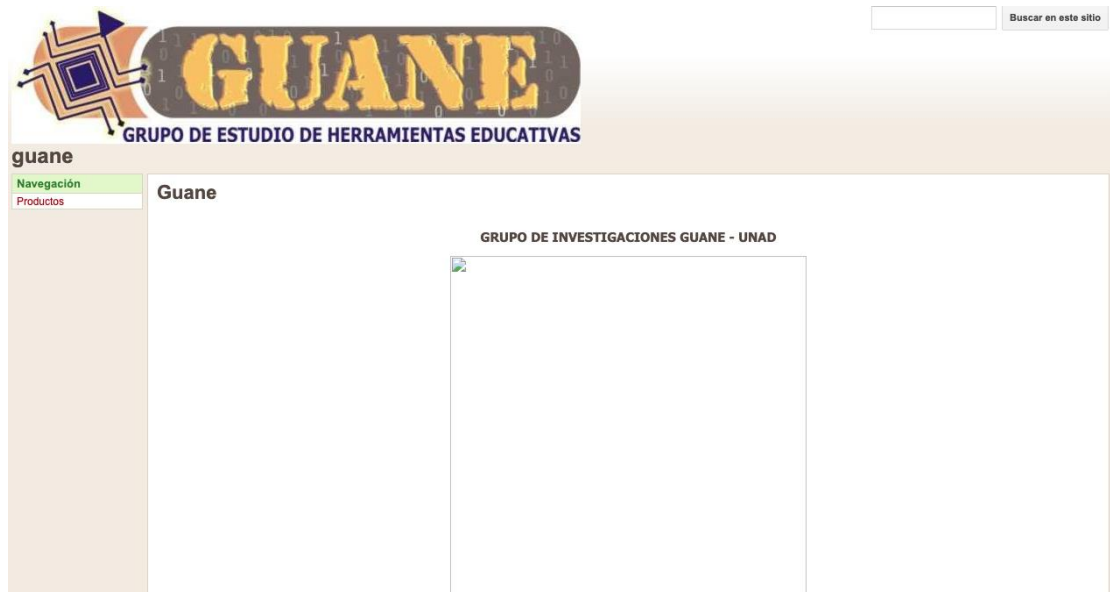 GUANE
GRUPO DE ESTUDIO DE HERRAMIENTAS EDUCATIVAS
Buscar en este sitio
guane
Navegación
Productos
Guane
GRUPO DE INVESTIGACIONES GUANE - UNAD